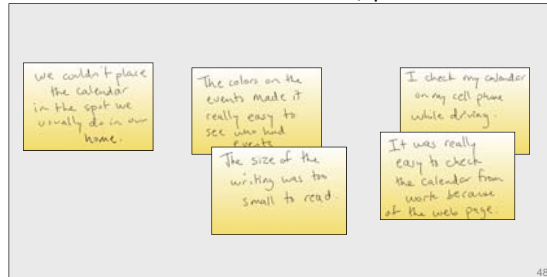 we couldn't place
the calendar
in the spot we
usually do in our
home.
The colors on the
events made it
really easy to
see who had
events
The size of the
writing was too
small to read.
I check my calendar
on my cell phone
while driving.
It was really
easy to check
the calendar from
work because
of the web page.
48